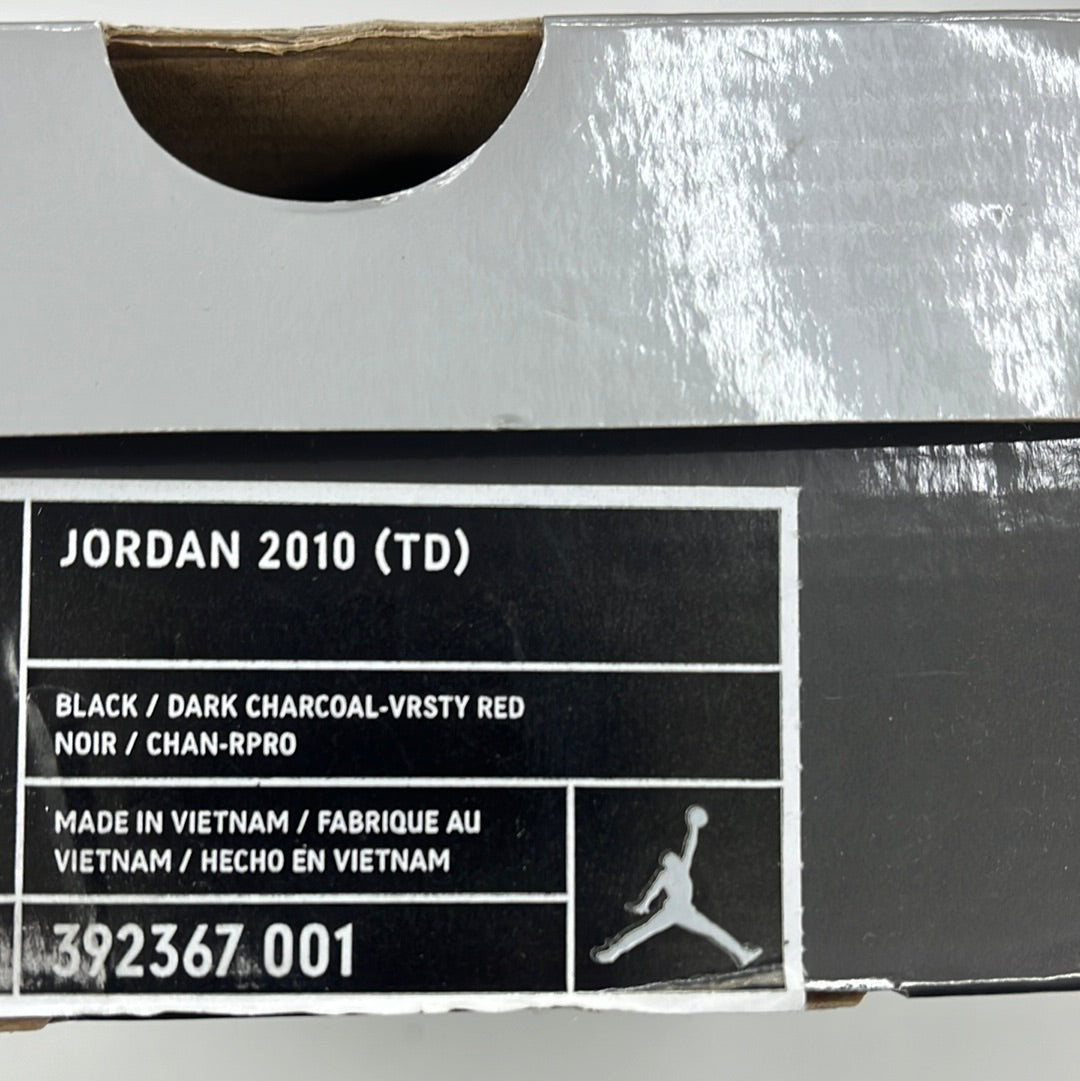 JORDAN 2010 (TD)
BLACK / DARK CHARCOAL-VRSTY RED
NOIR / CHAN-RPRO
MADE IN VIETNAM / FABRIQUE AU
VIETNAM / HECHO EN VIETNAM
392367 001